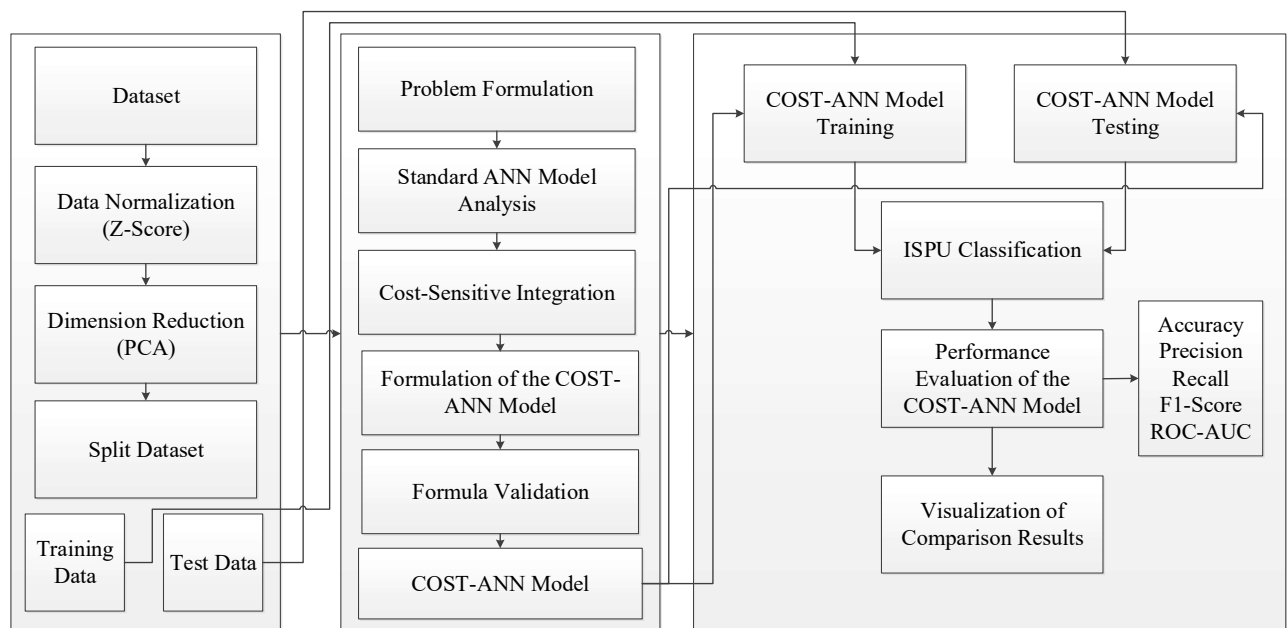 Dataset
Data Normalization
(Z-Score)
Dimension Reduction
(PCA)
Split Dataset
Training
Data
Test Data
Problem Formulation
Standard ANN Model
Analysis
Cost-Sensitive Integration
Formulation of the COST-
ANN Model
Formula Validation
COST-ANN Model
COST-ANN Model
Training
COST-ANN Model
Testing
ISPU Classification
Performance
Evaluation of the
COST-ANN Model
Accuracy
Precision
Recall
F1-Score
ROC-AUC
Visualization of
Comparison Results